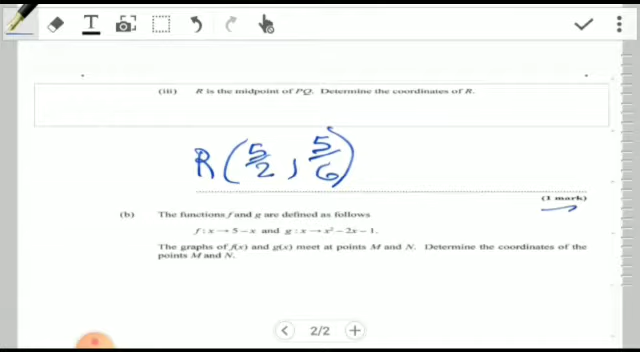 T
(iii) R is the midpoint of PQ. Determine the coordinates of R.
R (5/2, 5/6)
(1 mark)
(b) The functions f and g are defined as follows
f : x → 5 – x and g : x → x² – 2x – 1.
The graphs of f(x) and g(x) meet at points M and N. Determine the coordinates of the
points M and N.
2/2